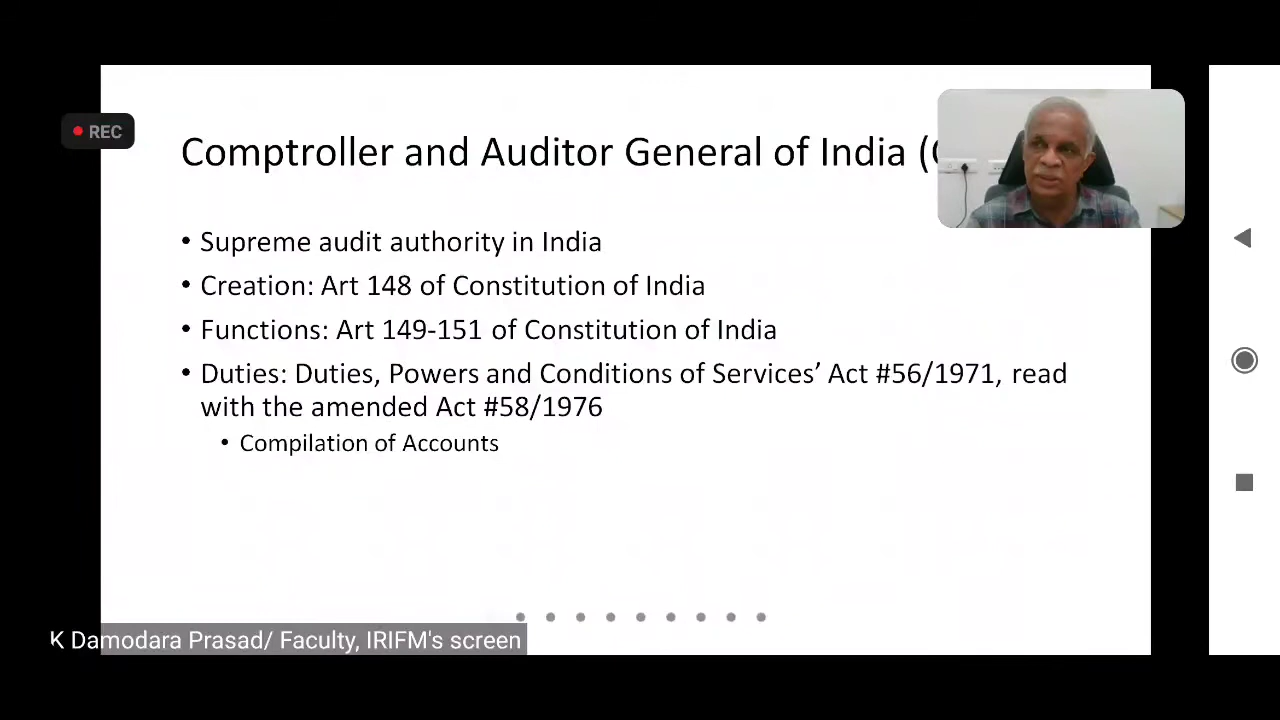 REC
Comptroller and Auditor General of India (
• Supreme audit authority in India
• Creation: Art 148 of Constitution of India
• Functions: Art 149-151 of Constitution of India
• Duties: Duties, Powers and Conditions of Services’ Act #56/1971, read
with the amended Act #58/1976
• Compilation of Accounts
K Damodara Prasad/ Faculty, IRIFM's screen